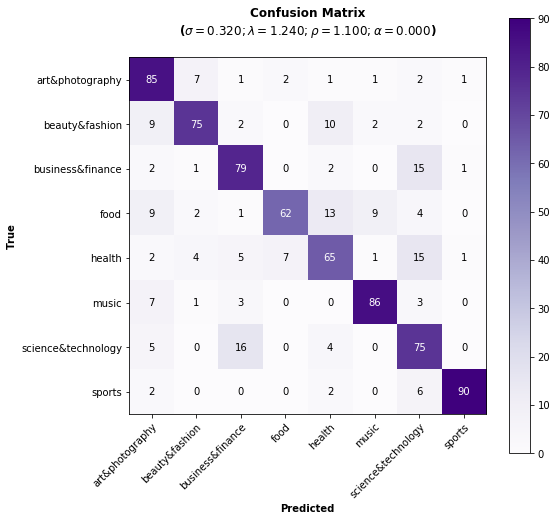 Confusion Matrix
(σ = 0.320; λ = 1.240; ρ = 1.100; α = 0.000)
True
art&photography 85 7 1 2 1 1 2 1
beauty&fashion 9 75 2 0 10 2 2 0
business&finance 2 1 79 0 2 0 15 1
food 9 2 1 62 13 9 4 0
health 2 4 5 7 65 1 15 1
music 7 1 3 0 0 86 3 0
science&technology 5 0 16 0 4 0 75 0
sports 2 0 0 0 2 6 90
art&photography
beauty&fashion
business&finance
food
health
music
science&technology
sports
Predicted
90
80
70
60
50
40
30
20
10
0